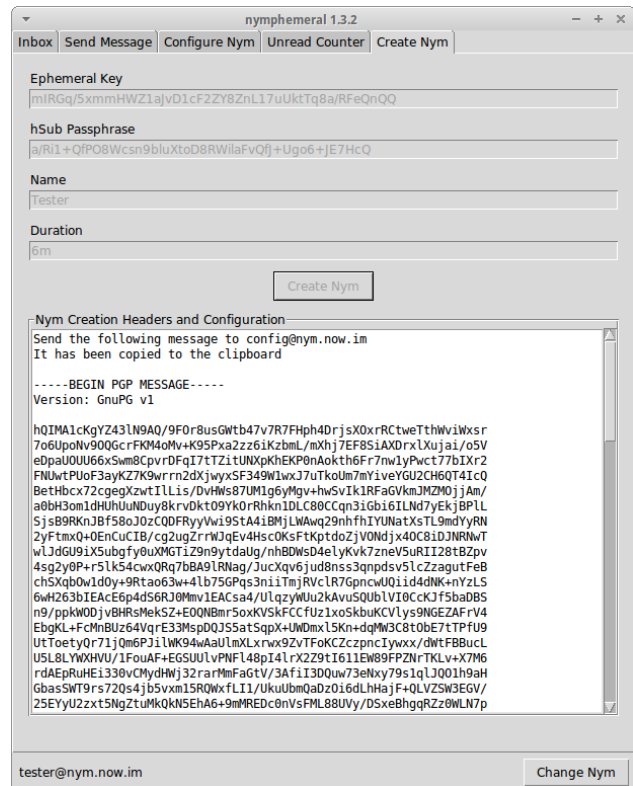 nymphemeral 1.3.2
Inbox Send Message Configure Nym Unread Counter Create Nym
Ephemeral Key
mIRGq/5xmmHWZ1aJvD1cF2ZY8ZnL17uUktTq8a/RFeQnQQ
hSub Passphrase
a/Ri1+QfPO8Wcsn9bluXtoD8RWilaFvQfJ+Ugo6+JE7HcQ
Name
Tester
Duration
6m
Create Nym
Nym Creation Headers and Configuration
Send the following message to config@nym.now.im
It has been copied to the clipboard
-----BEGIN PGP MESSAGE-----
Version: GnuPG v1
hQIMA1cKgYZ43lN9AQ/9FOr8usGWtb47v7R7FHph4DrjsXOxrRCtweTthWviWxsr
7o6UpoNv9OQGcrFKM4oMv+K95Pxa2zz6iKzbmL/mXhj7EF8SiAXDrxlXujai/o5V
eDpaUOUU66xSwm8CpvrDFqI7tTZitUNXpKhEKP0nAokth6Fr7nw1yPwct77bIXr2
FNUwtPUoF3ayKZ7K9wrrn2dXjwyxSF349W1wxJ7uTkoUm7mYiveYGU2CH6QT4IcQ
BetHbcx72cgegXzwtIlLis/DvHWs87UM1g6yMgv+hwSvIk1RFaGVkmJMZMOjjAm/
a0bH3om1dHUhUuNDuy8krvDktO9YkOrRhkn1DLC80CCqn3iGbi6ILNd7yEkjBPlL
SjsB9RKnJBf58oJOzCQDFRyyVwi9StA4iBMjLWAwq29nhfhIYUNatXsTL9mdYyRN
2yFtmxQ+OEnCuCIB/cg2ugZrrWJqEv4HscOKsFtKptdoZjVONdjx4OC8iDJNRNwT
wlJdGU9iX5ubgfy0uXMGTiZ9n9ytdaUg/nhBDWsD4elyKvk7zneV5uRII28tBZpv
4sg2y0P+r5lk54cwxQRq7bBA9lRNag/JucXqv6jud8nss3qnpdsv5lcZzagutFeB
chSXqbOw1dOy+9Rtao63w+4lb75GPqs3niiTmjRVclR7GpncwUQiid4dNK+nYzLS
6wH263bIEAcE6p4dS6RJ0Mmv1EACsa4/UlqzyWUu2kAvuSQUblVI0CcKJf5baDBS
n9/ppkWODjvBHRsMekSZ+EOQNBmr5oxKVSkFCCfUz1xoSkbuKCVlys9NGEZAFrV4
EbgKL+FcMnBUz64VqrE33MspDQJS5atSqpX+UWDmxl5Kn+dqMW3C8tObE7tTPfU9
UtToetyQr71jQm6PJilWK94wAaUlmXLxrwx9ZvTFoKCZczpncIywxx/dWtFBBucL
U5L8LYWXHVU/1FouAF+EGSUUlvPNFl48pI4lrX2Z9tI611EW89FPZNrTKLv+X7M6
rdAEpRuHEi330vCMydHWj32rarMmFaGtV/3AfiI3DQuw73eNxy79s1qlJQO1h9aH
GbasSWT9rs72Qs4jb5vxm15RQWxfLI1/UkuUbmQaDzOi6dLhHajF+QLVZSW3EGV/
25EYyU2zxt5NgZtuMkQkN5EhA6+9mMREDc0nVsFML88UVy/DSxeBhgqRZz0WLN7p
tester@nym.now.im
Change Nym